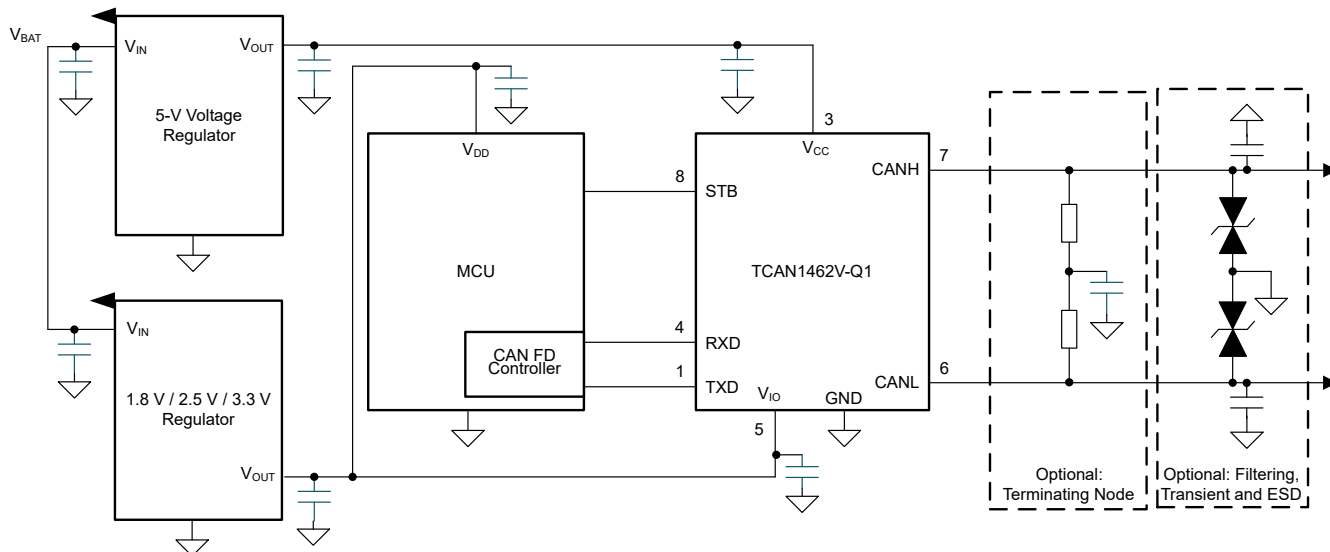 VBAT
VIN
VOUT
5-V Voltage
Regulator
VDD
MCU
CAN FD
Controller
3
VCC
8
STB
7
CANH
TCAN1462V-Q1
4
RXD
1
TXD
VIO
5
GND
6
CANL
VIN
1.8 V / 2.5 V / 3.3 V
Regulator
VOUT
Optional:
Terminating Node
Optional: Filtering,
Transient and ESD